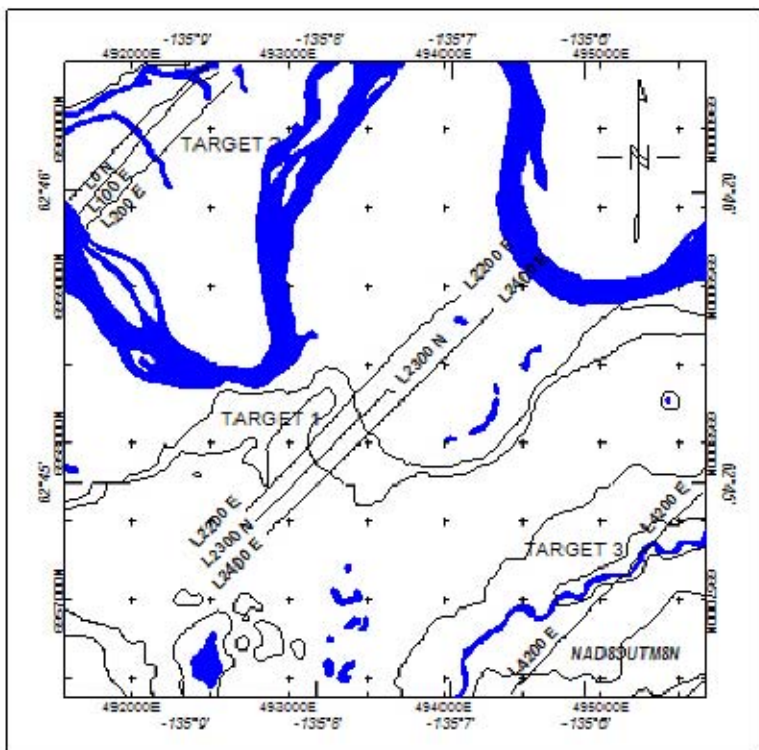 -135°9' -135°8' -135°7' -135°6'
492000E 493000E 494000E 495000E
TARGET 2
N
62°46' 62°46'
L0 N
L100 E
L200 E
L2200 E
L2400 E
L2300 N
TARGET 1
62°45' 62°45'
L4200 E
L2200 E
L2300 N
L2400 E
TARGET 3
L4200 E
NAD83UTM8N
492000E 493000E 494000E 495000E
-135°9' -135°8' -135°7' -135°6'